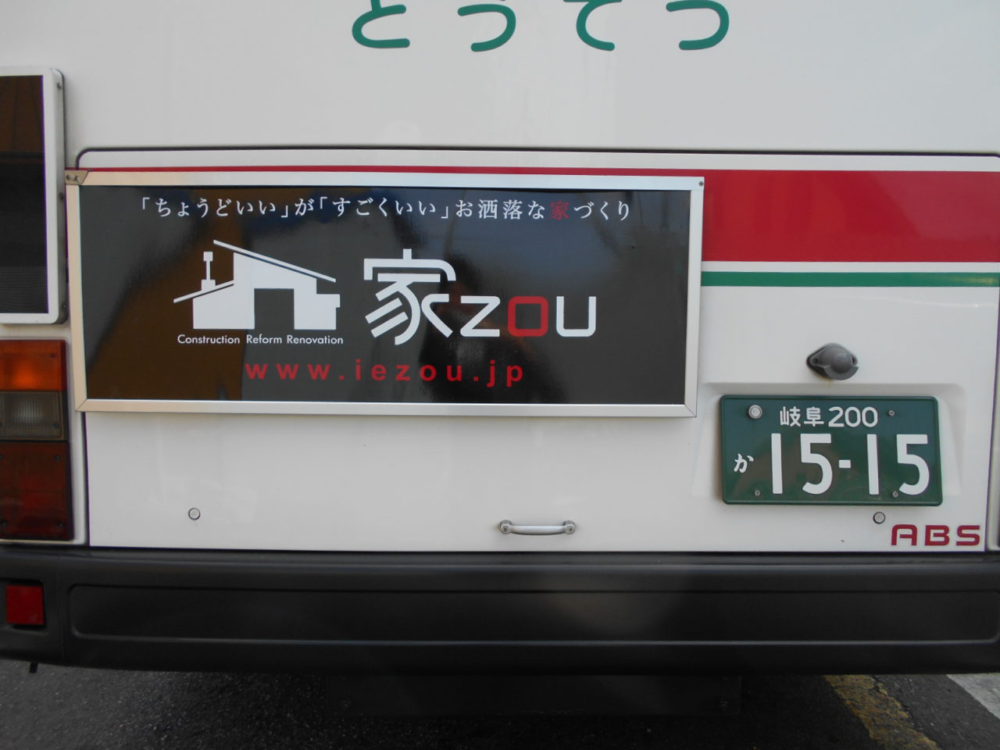 とうてつ
「ちょうどいい」が「すごくいい」お洒落な家づくり
家zou
Construction Reform Renovation
www.iezou.jp
岐阜200
か 15-15
ABS